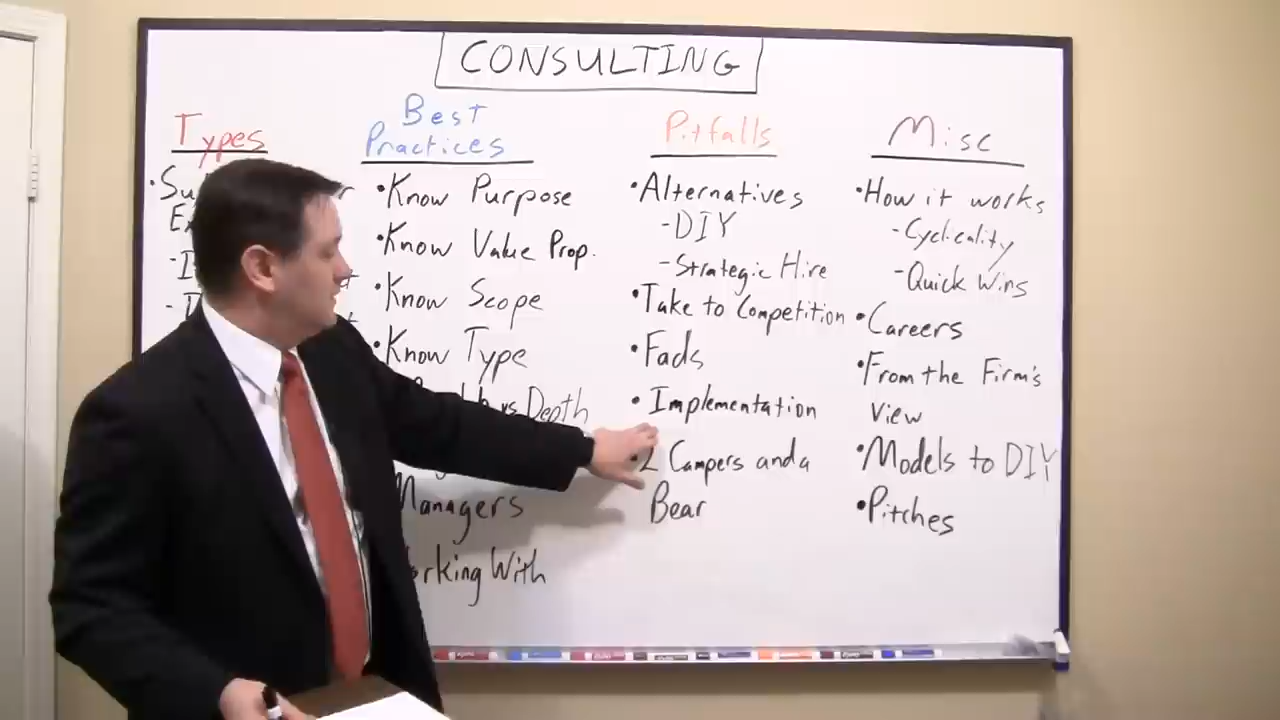 CONSULTING
Types
Best
Practices
•Know Purpose
•Know Value Prop.
•Know Scope
•Know Type
vs Depth
Managers
With
Pitfalls
•Alternatives
-DIY
-Strategic Hire
•Take to Competition
•Fads
•Implementation
•2 Campers and a
Bear
Misc
•How it works
-Cyclicality
-Quick Wins
•Careers
•From the Firm's
View
•Models to DIY
•Pitches